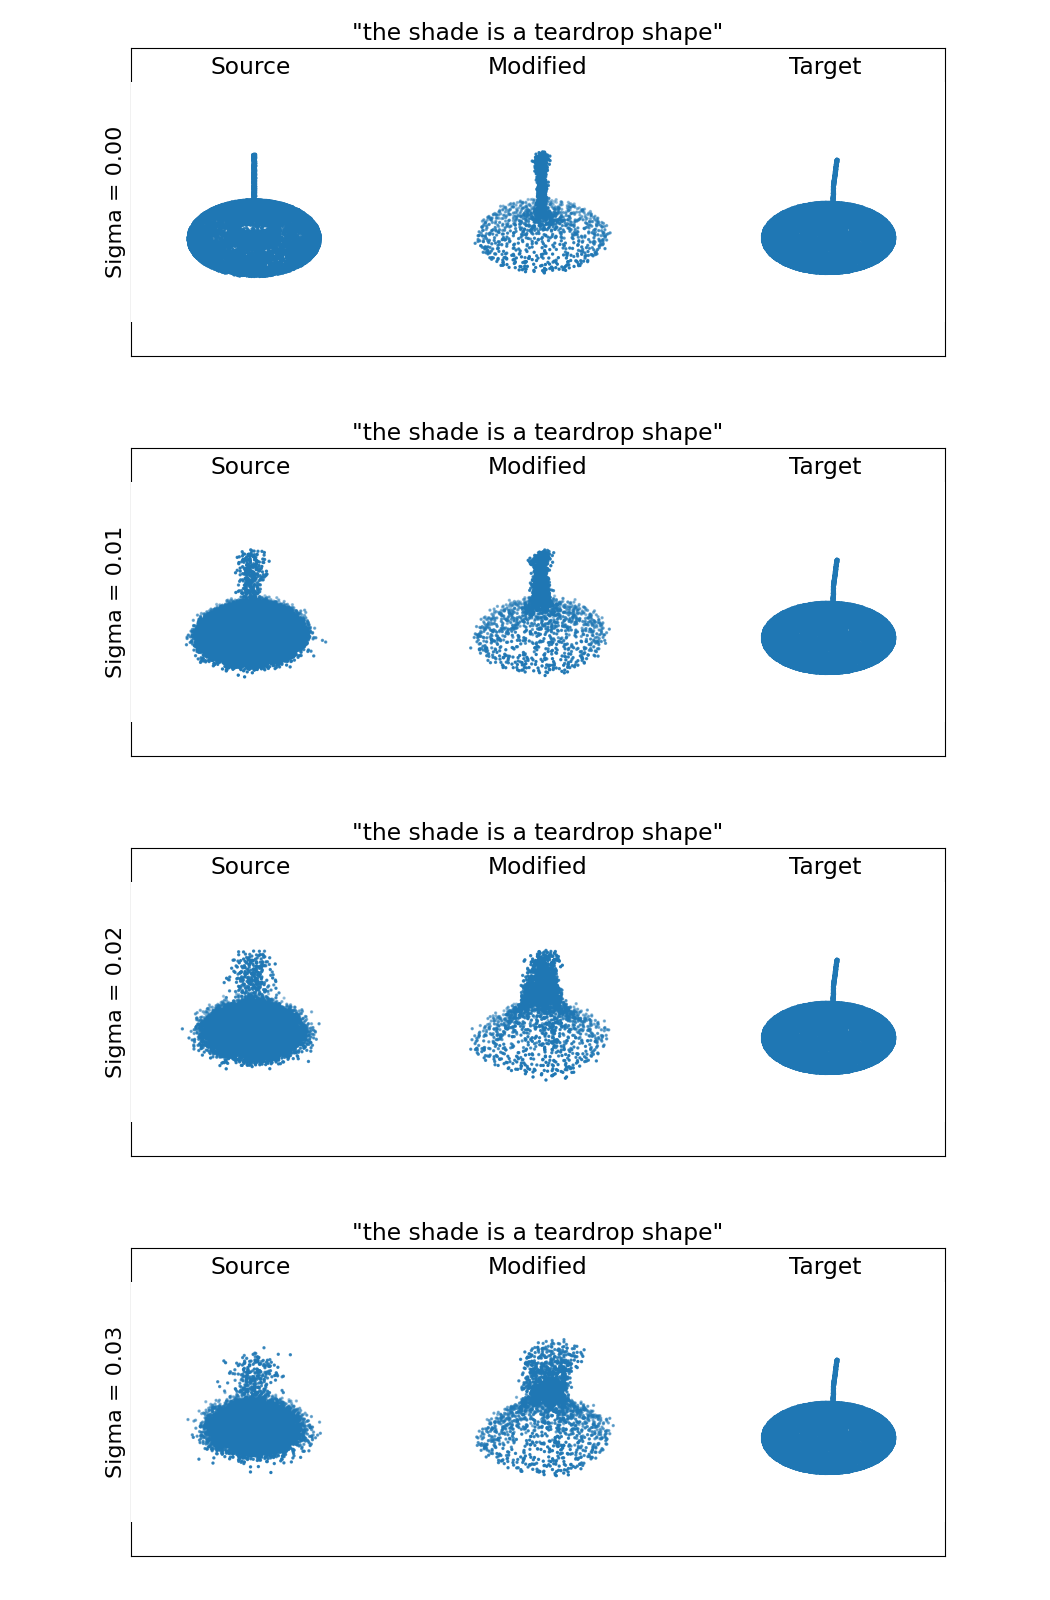 "the shade is a teardrop shape"
Source Modified Target
Sigma = 0.00
"the shade is a teardrop shape"
Source Modified Target
Sigma = 0.01
"the shade is a teardrop shape"
Source Modified Target
Sigma = 0.02
"the shade is a teardrop shape"
Source Modified Target
Sigma = 0.03